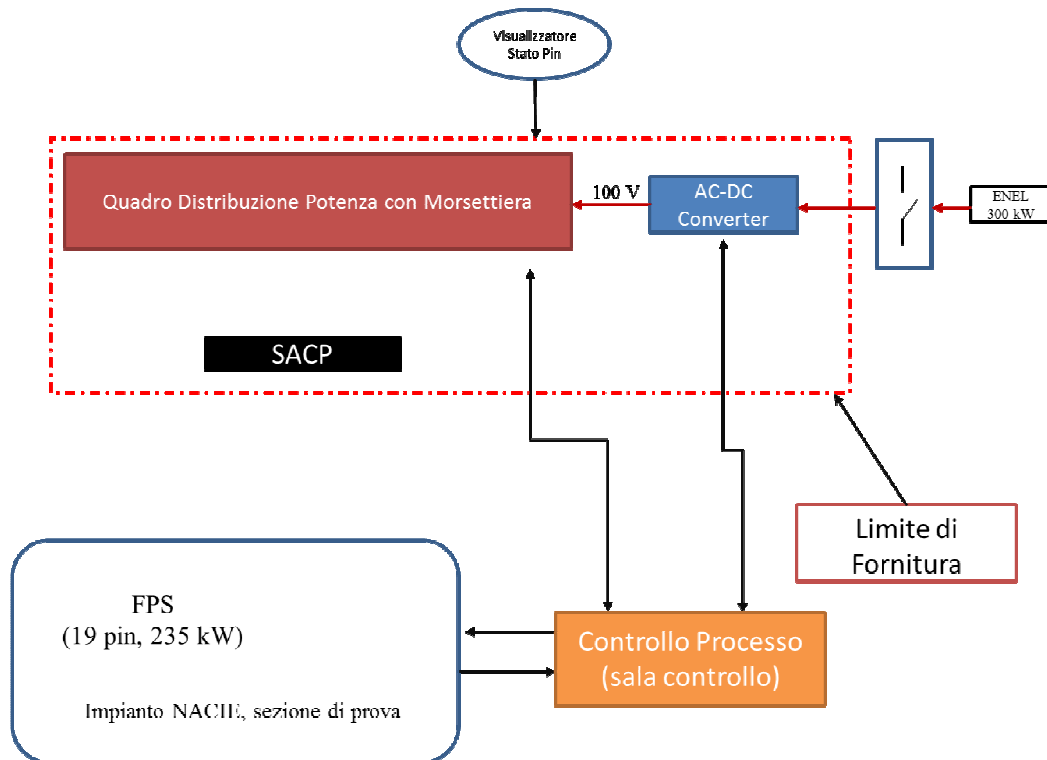 Visualizzatore
Stato Pin
Quadro Distribuzione Potenza con Morsettiera
100 V
AC-DC
Converter
ENEL
300 kW
SACP
Limite di
Fornitura
FPS
(19 pin, 235 kW)
Impianto NACIE, sezione di prova
Controllo Processo
(sala controllo)